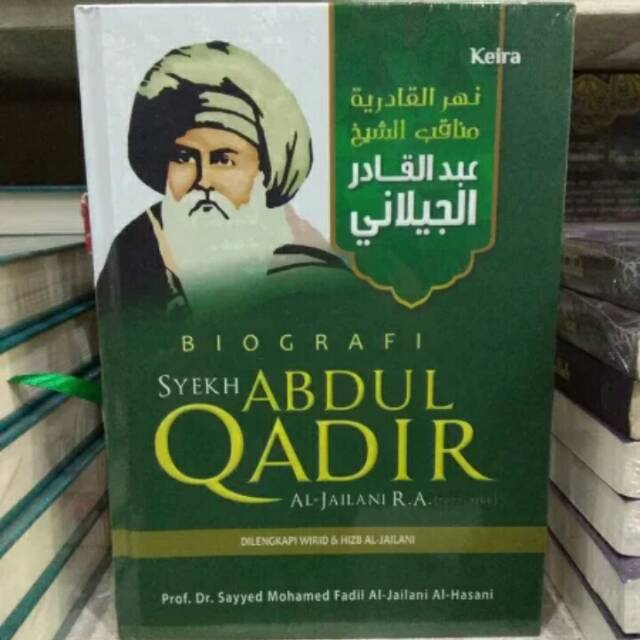 Keira
نهر القادرية
مناقب الشيخ
عبد القادر
الجيلاني
BIOGRAFI
SYEKH ABDUL
QADIR
AL-JAILANI R.A.
DILENGKAPI WIRID & HIZB AL-JAILANI
Prof. Dr. Sayyed Mohamed Fadil Al-Jailani Al-Hasani